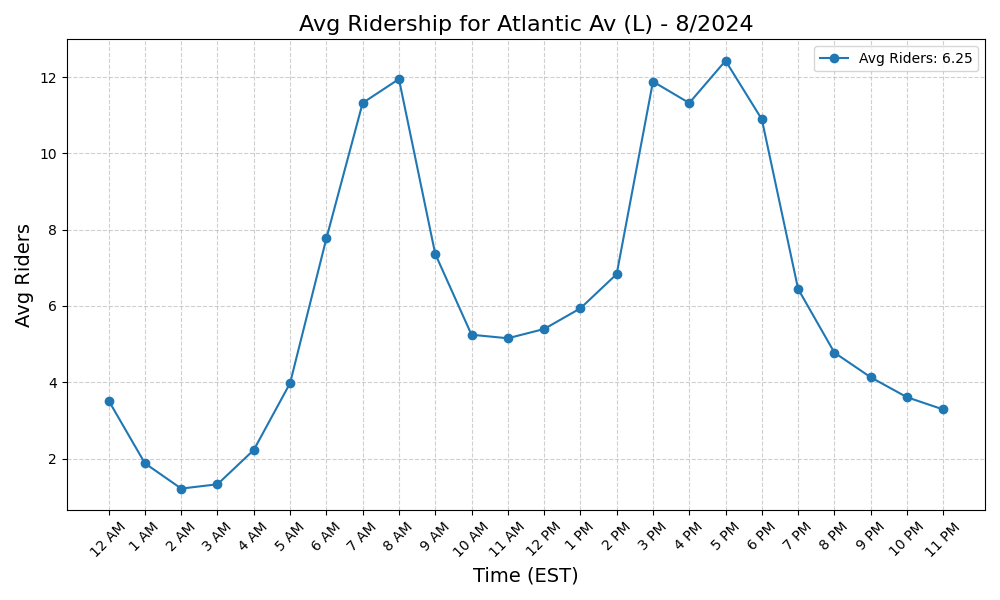 Avg Ridership for Atlantic Av (L) - 8/2024
Avg Riders: 6.25
Avg Riders
12
10
8
6
4
2
12 AM
1 AM
2 AM
3 AM
4 AM
5 AM
6 AM
7 AM
8 AM
9 AM
10 AM
11 AM
12 PM
1 PM
2 PM
3 PM
4 PM
5 PM
6 PM
7 PM
8 PM
9 PM
10 PM
11 PM
Time (EST)